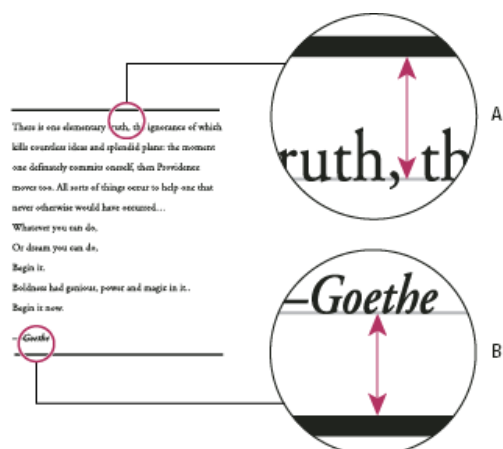 There is one elementary truth, the ignorance of which
kills countless ideas and splendid plans: the moment
one definately commits oneself, then Providence
moves too. All sorts of things occur to help one that
never otherwise would have occurred...
Whatever you can do,
Or dream you can do,
Begin it.
Boldness had genious, power and magic in it..
Begin it now.
–Goethe
ruth, th
A
–Goethe
B